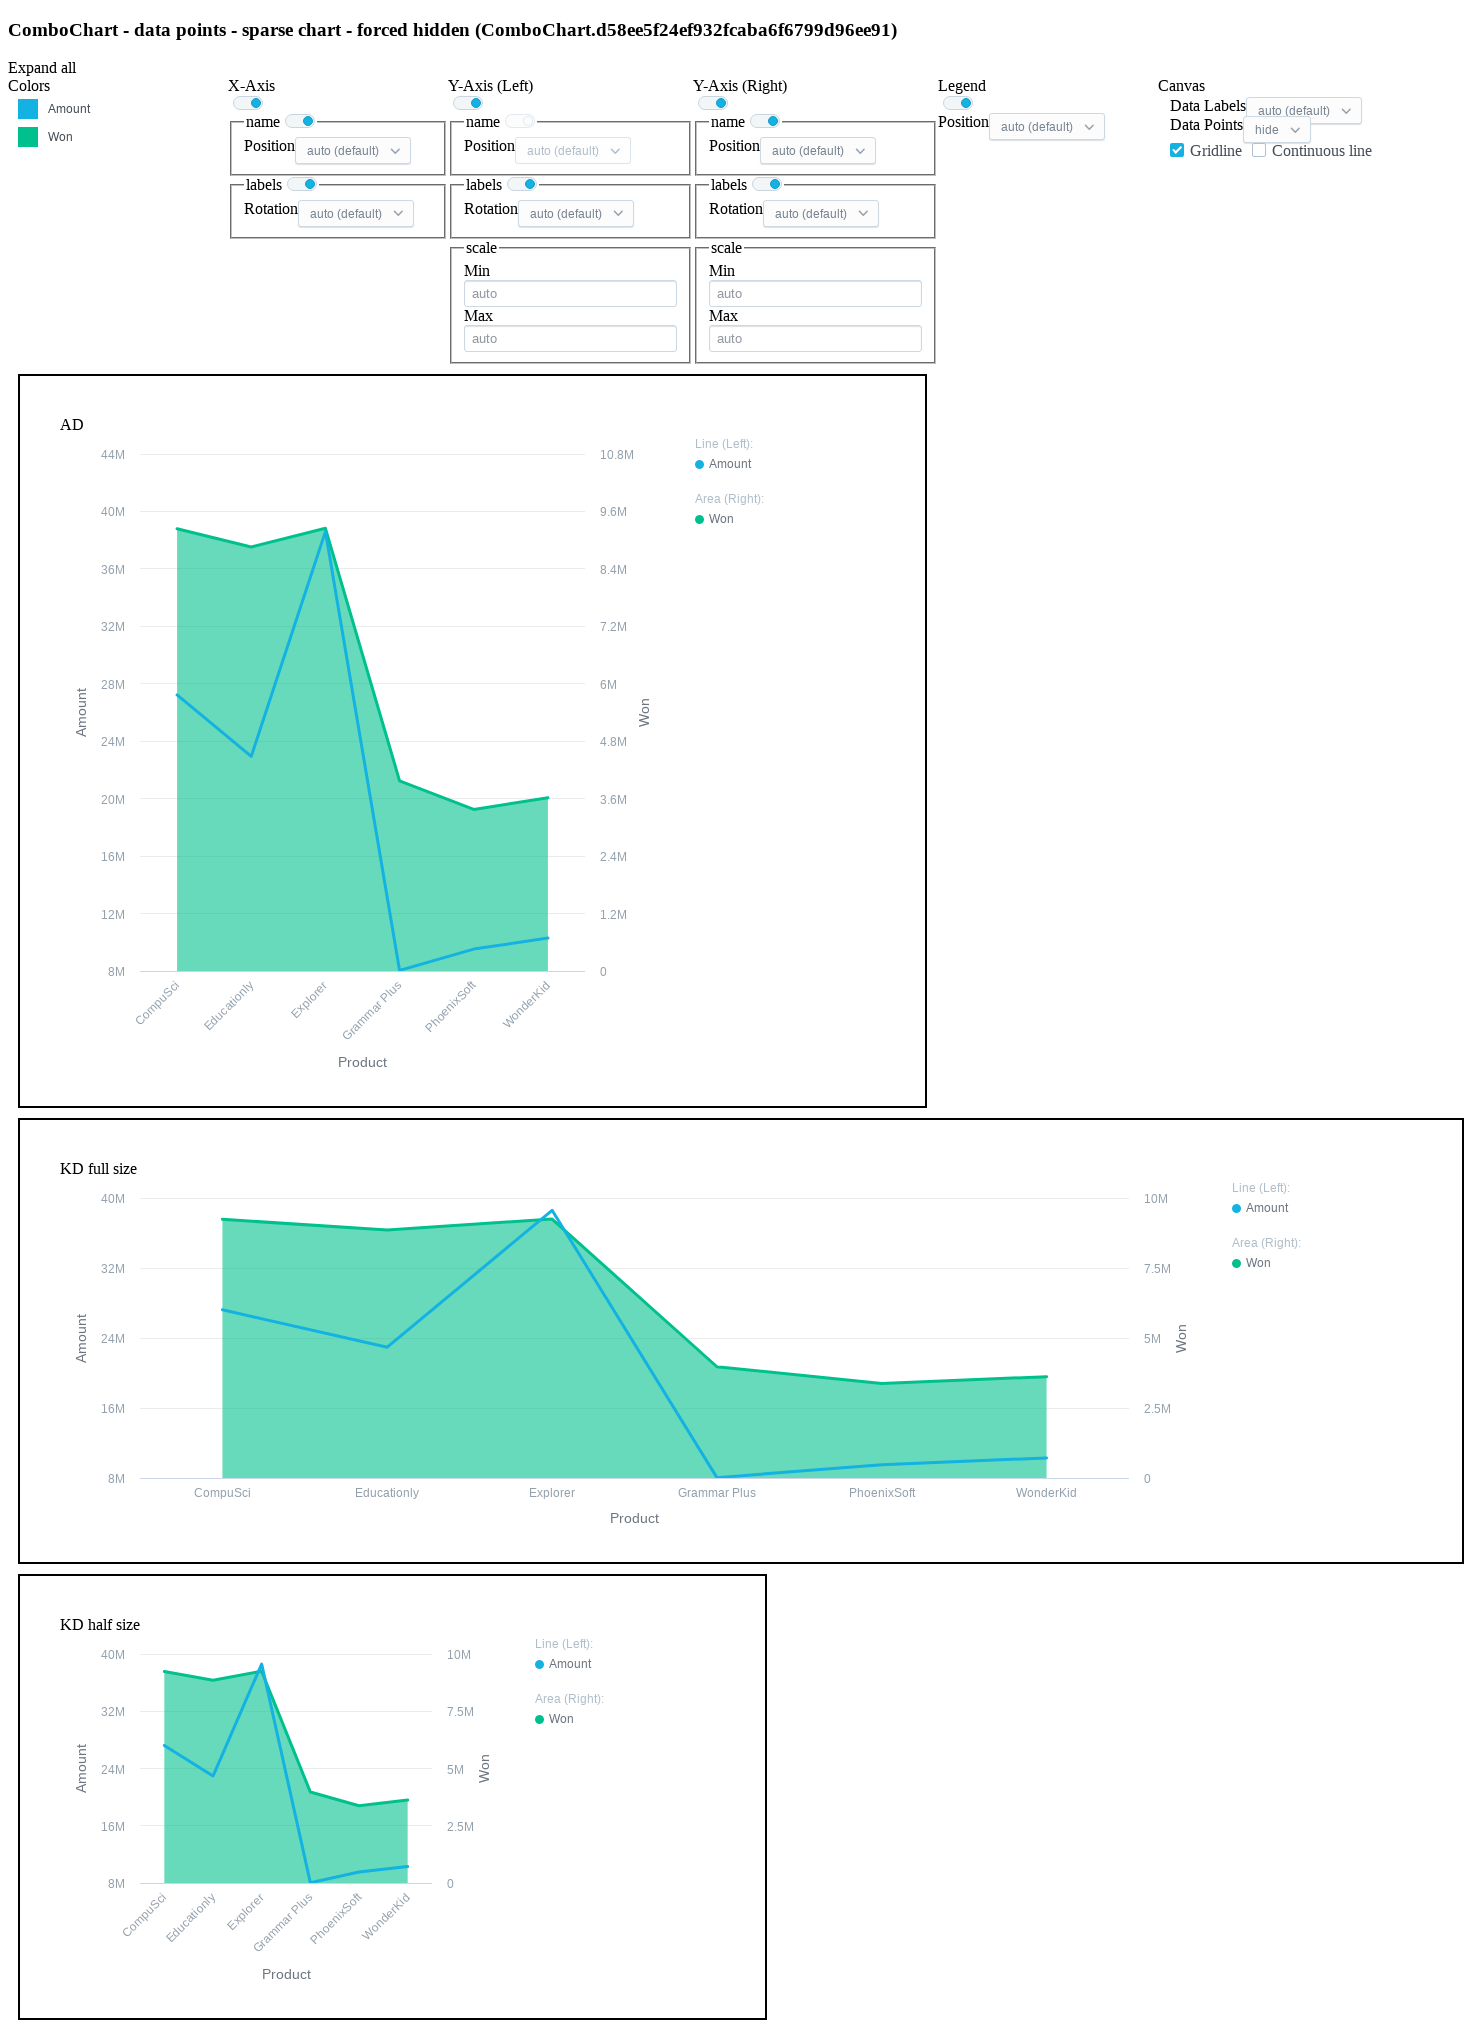 ComboChart - data points - sparse chart - forced hidden (ComboChart.d58ee5f24ef932fcaba6f6799d96ee91)
Expand all
Colors
Amount
Won
X-Axis
name
Position auto (default)
labels
Rotation auto (default)
Y-Axis (Left)
name
Position auto (default)
labels
Rotation auto (default)
scale
Min
auto
Max
auto
Y-Axis (Right)
name
Position auto (default)
labels
Rotation auto (default)
scale
Min
auto
Max
auto
Legend
Position auto (default)
Canvas
Data Labels auto (default)
Data Points hide
Gridline Continuous line
AD
44M
40M
36M
32M
28M
24M
20M
16M
12M
8M
Amount
10.8M
9.6M
8.4M
7.2M
6M
4.8M
3.6M
2.4M
1.2M
0
Won
CompuSci
Educationly
Explorer
Grammar Plus
PhoenixSoft
WonderKid
Product
Line (Left):
Amount
Area (Right):
Won
KD full size
40M
32M
24M
16M
8M
Amount
10M
7.5M
5M
2.5M
0
Won
CompuSci
Educationly
Explorer
Grammar Plus
PhoenixSoft
WonderKid
Product
Line (Left):
Amount
Area (Right):
Won
KD half size
40M
32M
24M
16M
8M
Amount
10M
7.5M
5M
2.5M
0
Won
CompuSci
Educationly
Explorer
Grammar Plus
PhoenixSoft
WonderKid
Product
Line (Left):
Amount
Area (Right):
Won